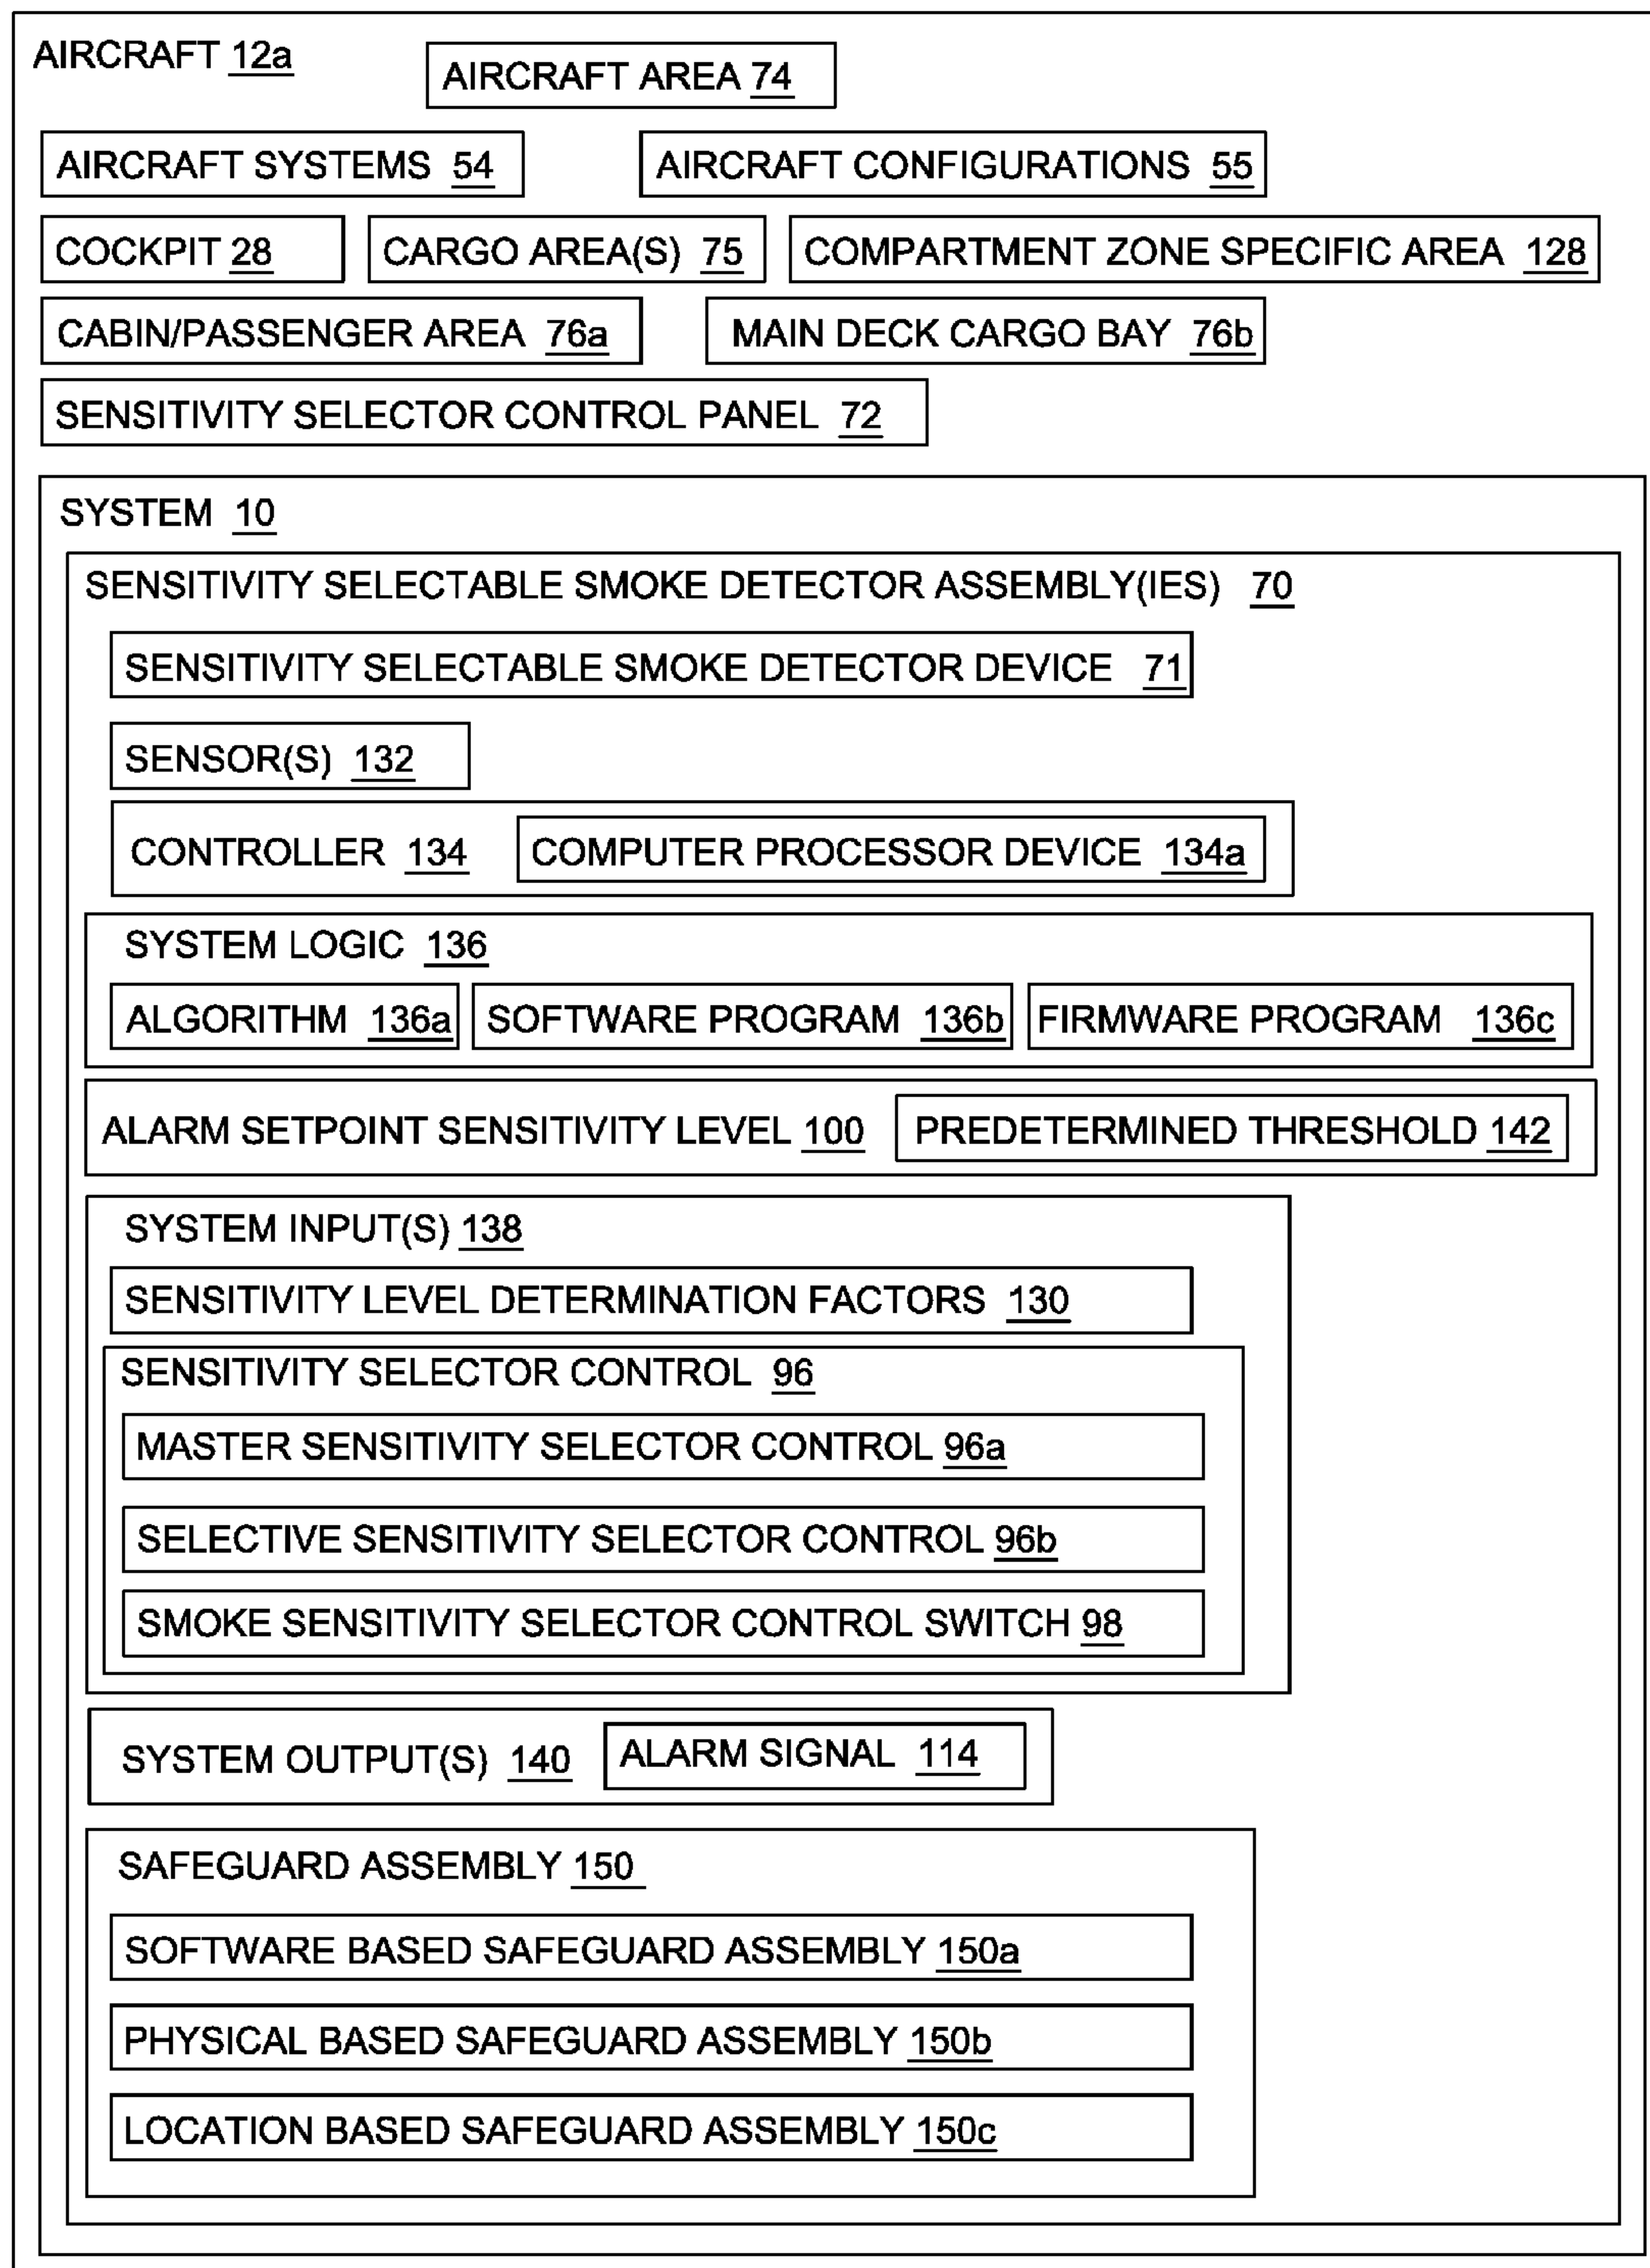 AIRCRAFT 12a
AIRCRAFT AREA 74
AIRCRAFT SYSTEMS 54
AIRCRAFT CONFIGURATIONS 55
COCKPIT 28
CARGO AREA(S) 75
COMPARTMENT ZONE SPECIFIC AREA 128
CABIN/PASSENGER AREA 76a
MAIN DECK CARGO BAY 76b
SENSITIVITY SELECTOR CONTROL PANEL 72
SYSTEM 10
SENSITIVITY SELECTABLE SMOKE DETECTOR ASSEMBLY(IES) 70
SENSITIVITY SELECTABLE SMOKE DETECTOR DEVICE 71
SENSOR(S) 132
CONTROLLER 134
COMPUTER PROCESSOR DEVICE 134a
SYSTEM LOGIC 136
ALGORITHM 136a
SOFTWARE PROGRAM 136b
FIRMWARE PROGRAM 136c
ALARM SETPOINT SENSITIVITY LEVEL 100
PREDETERMINED THRESHOLD 142
SYSTEM INPUT(S) 138
SENSITIVITY LEVEL DETERMINATION FACTORS 130
SENSITIVITY SELECTOR CONTROL 96
MASTER SENSITIVITY SELECTOR CONTROL 96a
SELECTIVE SENSITIVITY SELECTOR CONTROL 96b
SMOKE SENSITIVITY SELECTOR CONTROL SWITCH 98
SYSTEM OUTPUT(S) 140
ALARM SIGNAL 114
SAFEGUARD ASSEMBLY 150
SOFTWARE BASED SAFEGUARD ASSEMBLY 150a
PHYSICAL BASED SAFEGUARD ASSEMBLY 150b
LOCATION BASED SAFEGUARD ASSEMBLY 150c